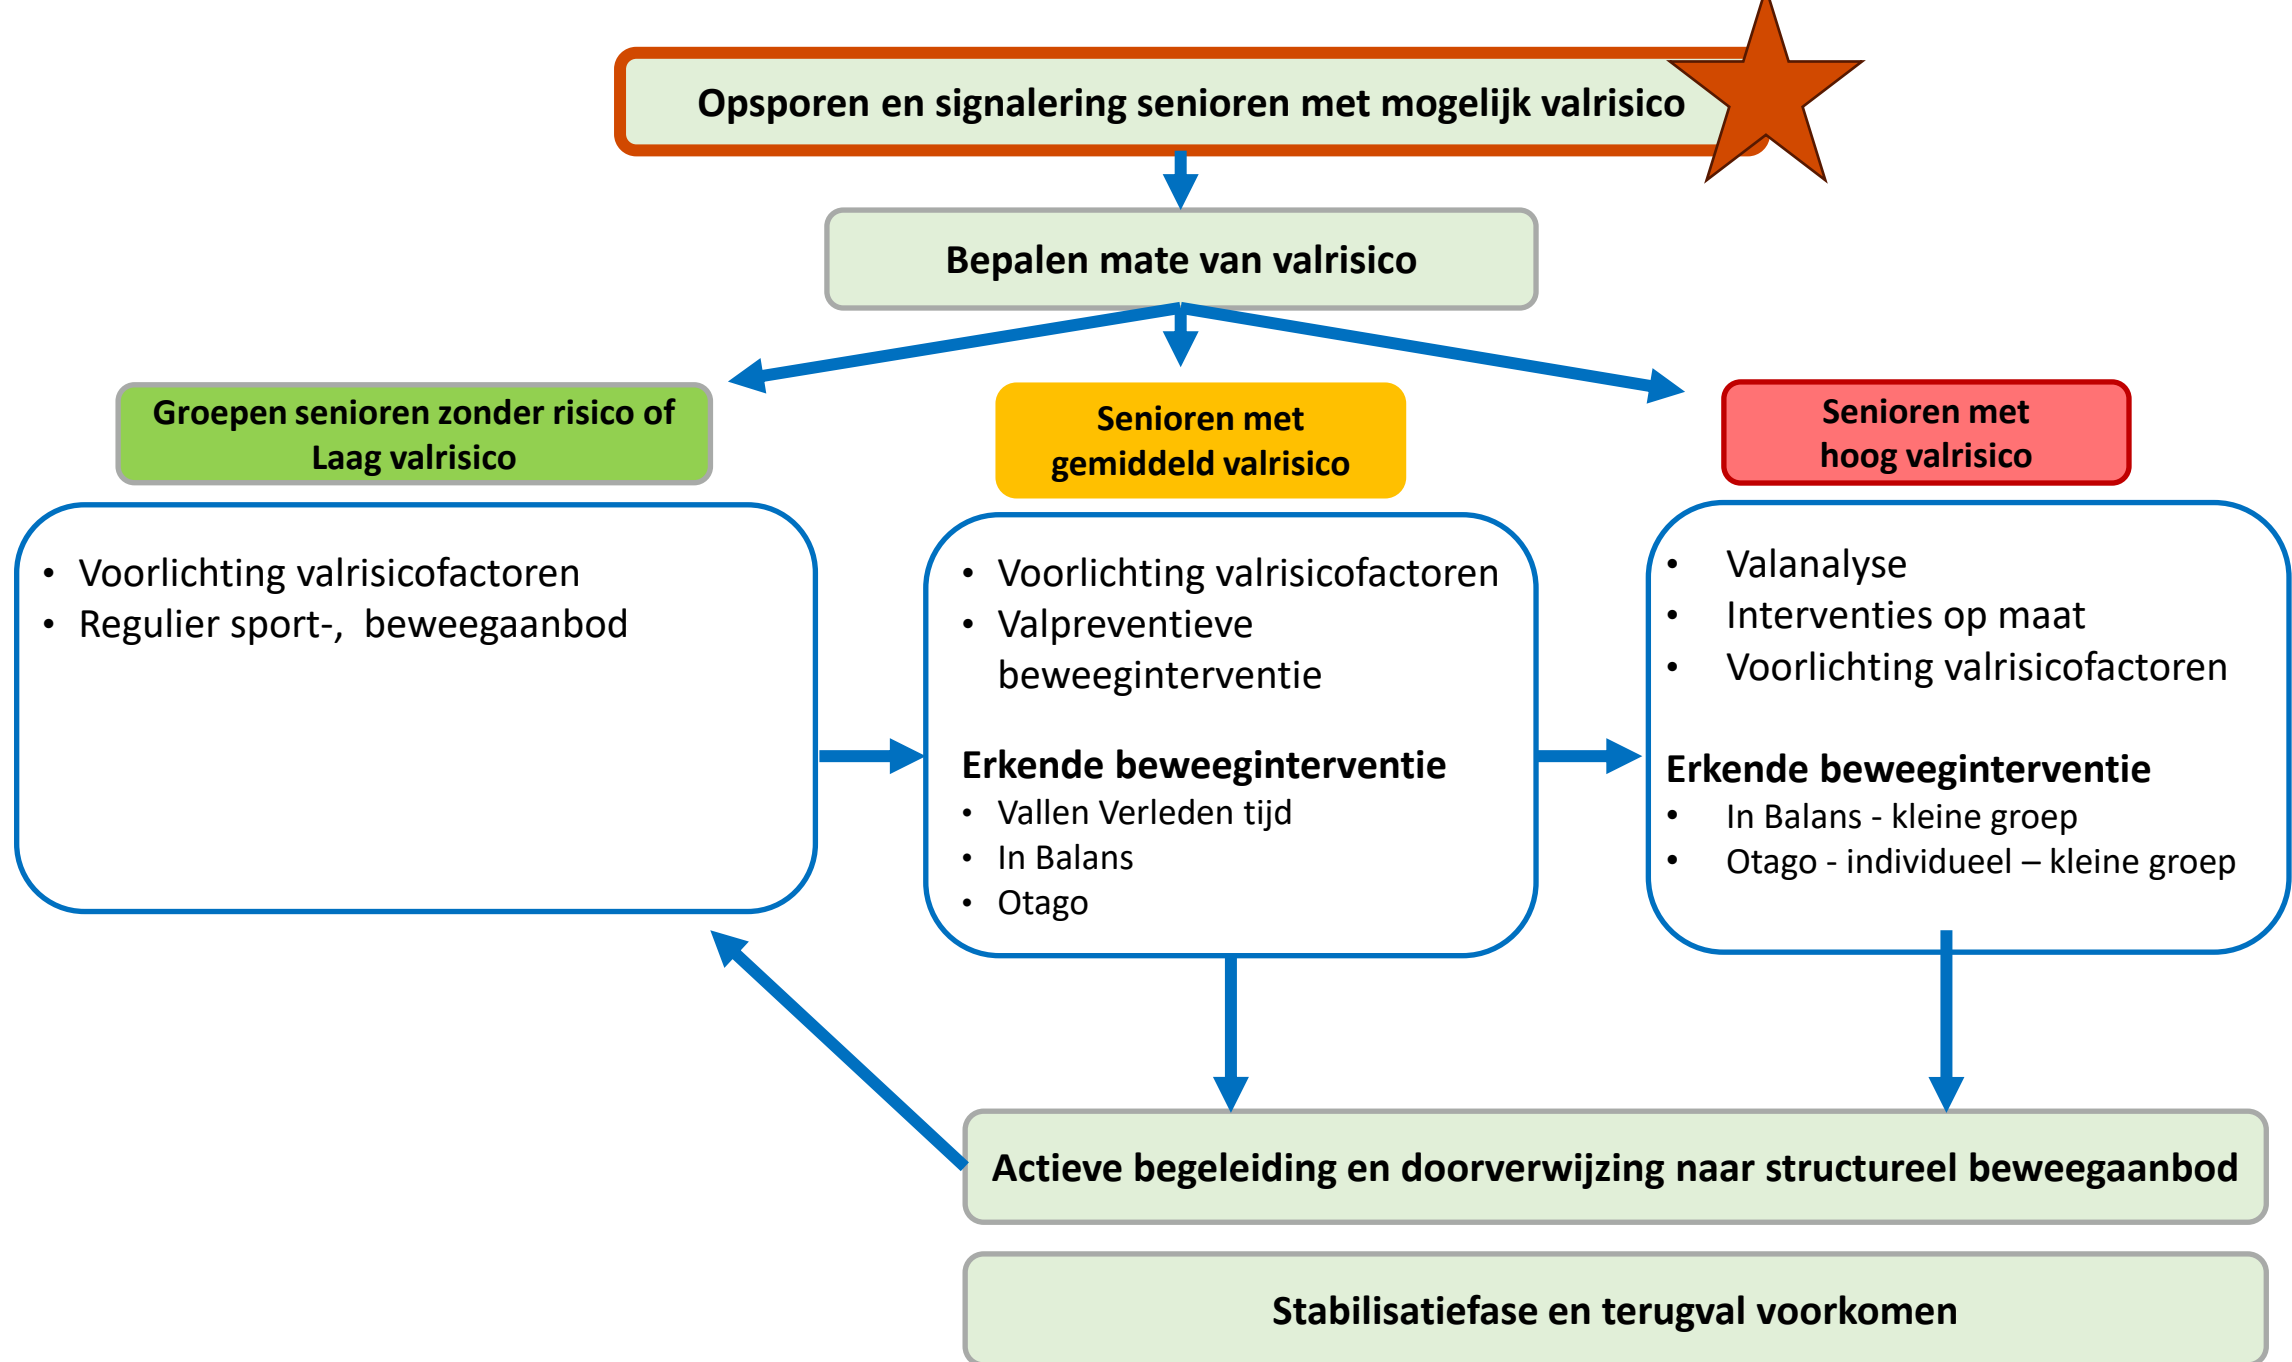 Opsporen en signalering senioren met mogelijk valrisico
Bepalen mate van valrisico
Groepen senioren zonder risico of
Laag valrisico
• Voorlichting valrisicofactoren
• Regulier sport-, beweegaanbod
Senioren met
gemiddeld valrisico
• Voorlichting valrisicofactoren
• Valpreventieve
beweeginterventie
Erkende beweeginterventie
• Vallen Verleden tijd
• In Balans
• Otago
Senioren met
hoog valrisico
• Valanalyse
• Interventies op maat
• Voorlichting valrisicofactoren
Erkende beweeginterventie
• In Balans - kleine groep
• Otago - individueel – kleine groep
Actieve begeleiding en doorverwijzing naar structureel beweegaanbod
Stabilisatiefase en terugval voorkomen